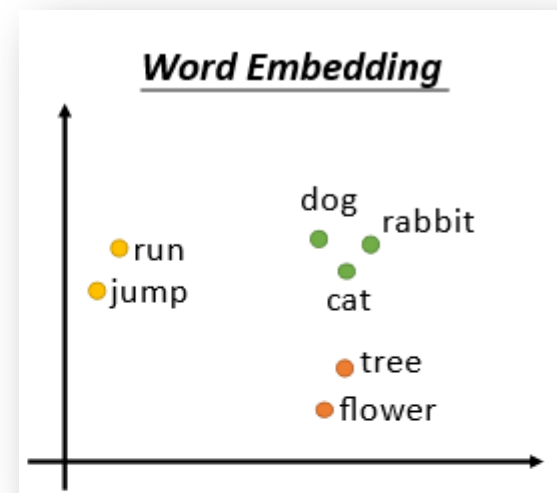 Word Embedding
dog
rabbit
run
jump
cat
tree
flower